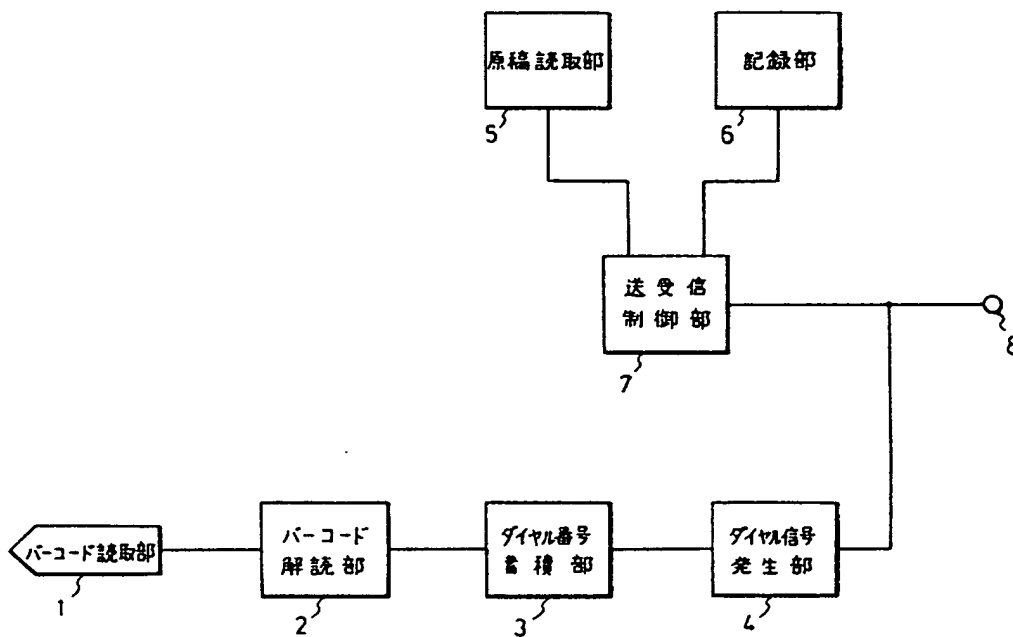 原稿読取部
記録部
5
6
送受信
制御部
7
8
バーコード読取部
1
バーコード
解読部
2
ダイヤル番号
蓄積部
3
ダイヤル信号
発生部
4